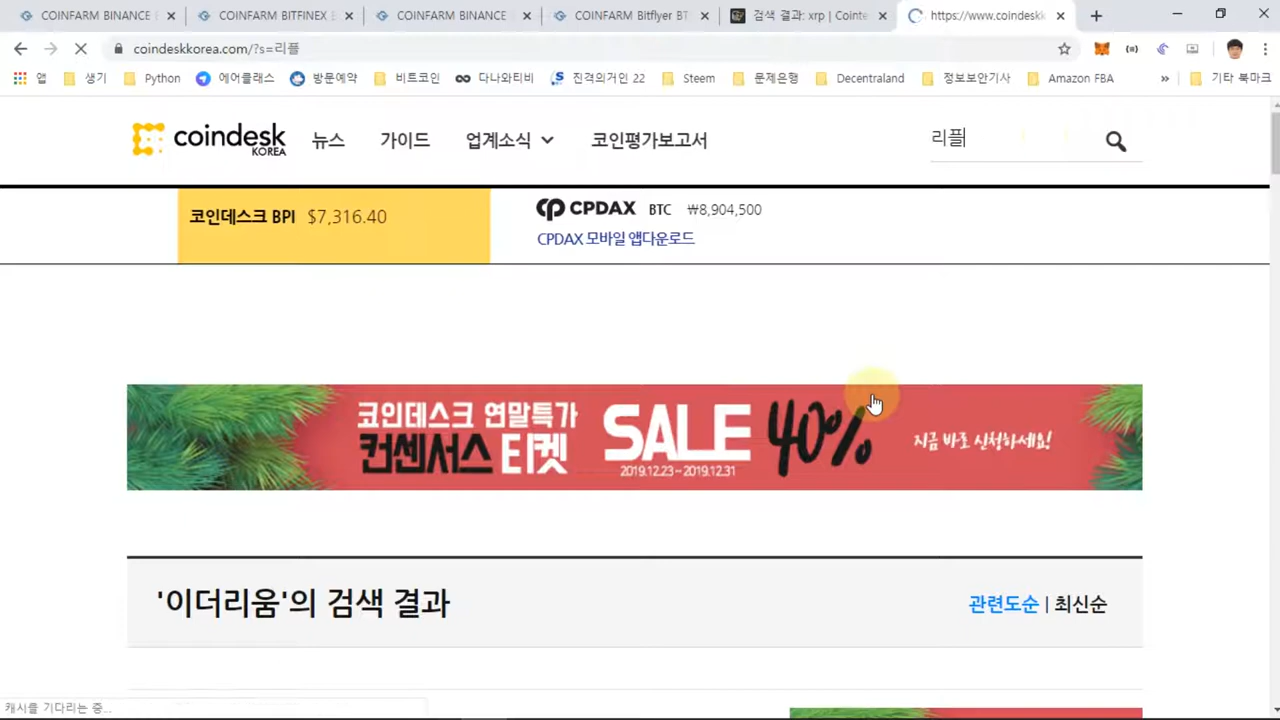 COINFARM BINANCE
COINFARM BITFINEX
COINFARM BINANCE
COINFARM Bitflyer BT
검색 결과: xrp | Cointe
https://www.coindeskk
coindeskkorea.com/?s=리플
앱
생기
Python
에어클래스
방문예약
비트코인
다나와티비
진격의거인 22
Steem
문제은행
Decentraland
정보보안기사
Amazon FBA
»
기타 북마크
coindesk
KOREA
뉴스
가이드
업계소식
코인평가보고서
리플
코인데스크 BPI $7,316.40
CPDAX BTC ₩8,904,500
CPDAX 모바일 앱다운로드
코인데스크 연말특가
컨센서스 티켓
SALE 40%
2019.12.23~2019.12.31
지금 바로 신청하세요!
'이더리움'의 검색 결과
관련도순 | 최신순
캐시를 기다리는 중...